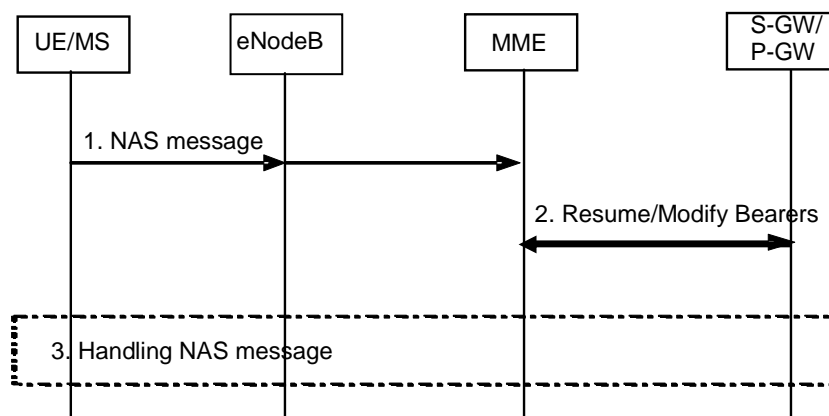 UE/MS
eNodeB
MME
S-GW/
P-GW
1. NAS message
2. Resume/Modify Bearers
3. Handling NAS message